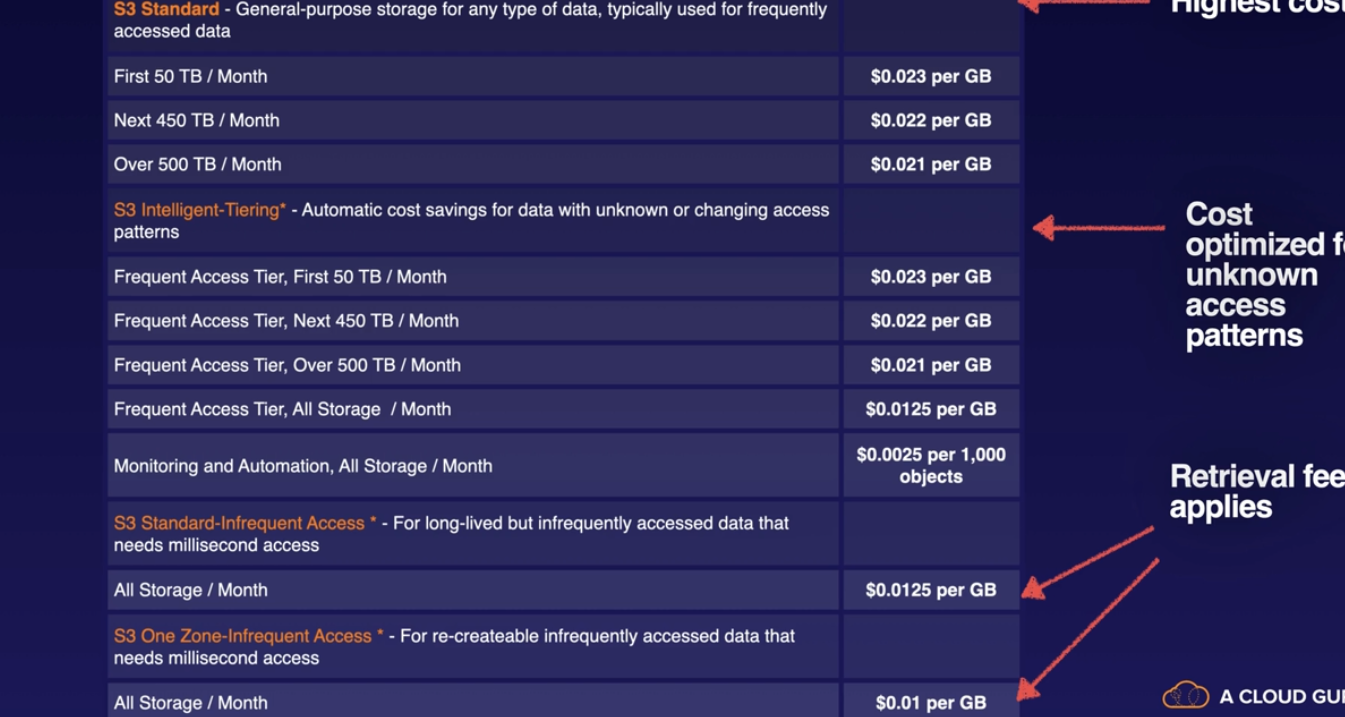 S3 Standard - General-purpose storage for any type of data, typically used for frequently
accessed data
Highest cost
First 50 TB / Month
$0.023 per GB
Next 450 TB / Month
$0.022 per GB
Over 500 TB / Month
$0.021 per GB
S3 Intelligent-Tiering* - Automatic cost savings for data with unknown or changing access
patterns
Cost
optimized
unknown
access
patterns
Frequent Access Tier, First 50 TB / Month
$0.023 per GB
Frequent Access Tier, Next 450 TB / Month
$0.022 per GB
Frequent Access Tier, Over 500 TB / Month
$0.021 per GB
Frequent Access Tier, All Storage / Month
$0.0125 per GB
Monitoring and Automation, All Storage / Month
$0.0025 per 1,000
objects
Retrieval fee
applies
S3 Standard-Infrequent Access * - For long-lived but infrequently accessed data that
needs millisecond access
All Storage / Month
$0.0125 per GB
S3 One Zone-Infrequent Access * - For re-createable infrequently accessed data that
needs millisecond access
All Storage / Month
$0.01 per GB
A CLOUD